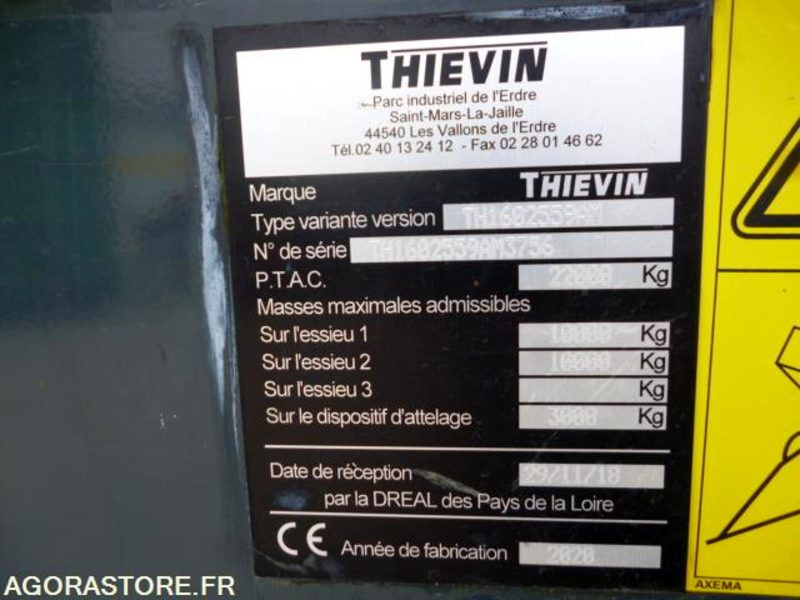 THIEVIN
Parc industriel de l'Erdre
Saint-Mars-La-Jaille
44540 Les Vallons de l'Erdre
Tél.02 40 13 24 12 - Fax 02 28 01 46 62
Marque THIEVIN
Type variante version TH16B2559AM
N° de série TH16B2559AM3756
P.T.A.C. 22900 Kg
Masses maximales admissibles
Sur l'essieu 1 10000 Kg
Sur l'essieu 2 10000 Kg
Sur l'essieu 3 Kg
Sur le dispositif d'attelage 3000 Kg
Date de réception 29/11/18
par la DREAL des Pays de la Loire
CE Année de fabrication 2020
AXEMA
AGORASTORE.FR